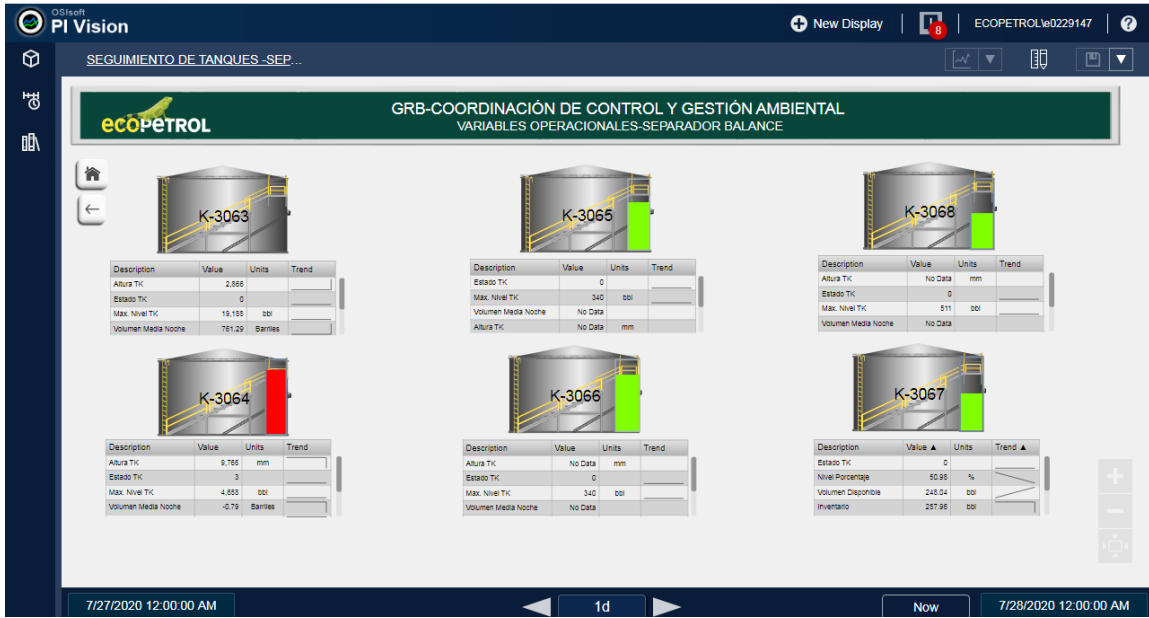 OSIsoft
PI Vision
New Display
8
ECOPETROL\e0229147
?
SEGUIMIENTO DE TANQUES -SEP...
ecopetrol
GRB-COORDINACIÓN DE CONTROL Y GESTIÓN AMBIENTAL
VARIABLES OPERACIONALES-SEPARADOR BALANCE
K-3063
Description Value Units Trend
Altura TK 2,866
Estado TK 0
Max. Nivel TK 19,188 bbl
Volumen Media Noche 761.29 Barriles
K-3065
Description Value Units Trend
Estado TK 0
Max. Nivel TK 340 bbl
Volumen Media Noche No Data
Altura TK No Data mm
K-3068
Description Value Units Trend
Altura TK No Data mm
Estado TK 0
Max. Nivel TK 511 bbl
Volumen Media Noche No Data
K-3064
Description Value Units Trend
Altura TK 9,766 mm
Estado TK 3
Max. Nivel TK 4,658 bbl
Volumen Media Noche -0.79 Barriles
K-3066
Description Value Units Trend
Altura TK No Data mm
Estado TK 0
Max. Nivel TK 340 bbl
Volumen Media Noche No Data
K-3067
Description Value ▲ Units Trend ▲
Estado TK 0
Nivel Porcentaje 50.98 %
Volumen Disponible 248.04 bbl
Inventario 257.96 bbl
7/27/2020 12:00:00 AM
1d
Now
7/28/2020 12:00:00 AM